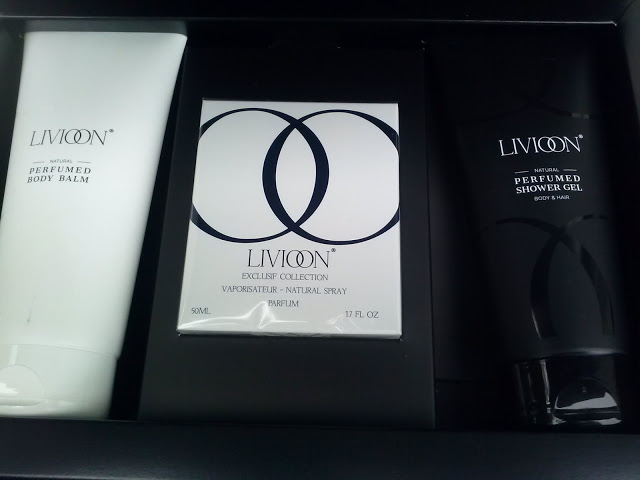 LIVIOON®
NATURAL
PERFUMED
BODY BALM
LIVIOON®
EXCLUSIF COLLECTION
VAPORISATEUR - NATURAL SPRAY
PARFUM
50ML
1.7 FL OZ
LIVIOON®
NATURAL
PERFUMED
SHOWER GEL
BODY & HAIR